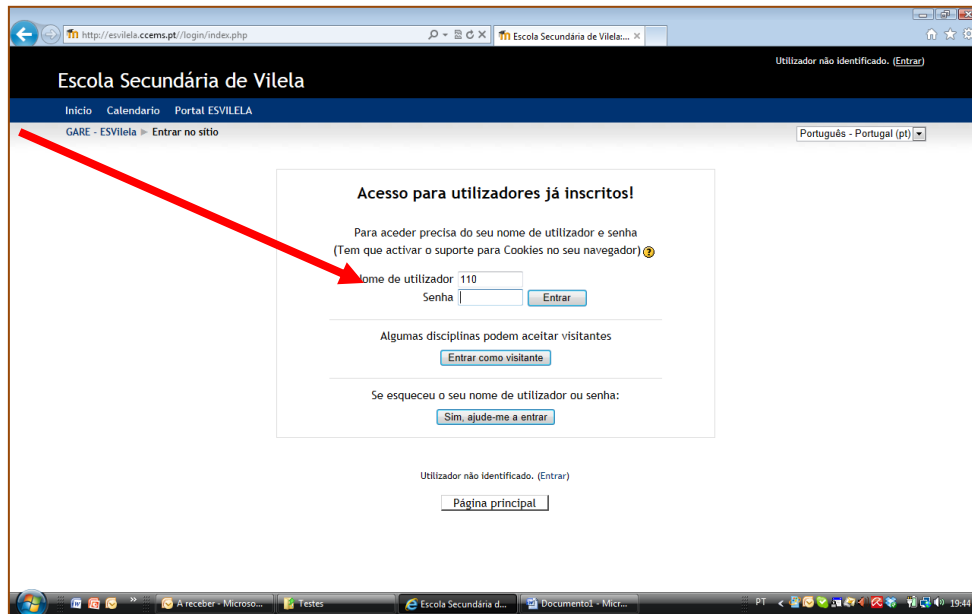 http://esvilela.ccems.pt//login/index.php
Escola Secundária de Vilela:...
Utilizador não identificado. (Entrar)
Escola Secundária de Vilela
Início Calendario Portal ESVILELA
GARE - ESVilela ► Entrar no sítio
Português - Portugal (pt)
Acesso para utilizadores já inscritos!
Para aceder precisa do seu nome de utilizador e senha
(Tem que activar o suporte para Cookies no seu navegador)
ome de utilizador 110
Senha Entrar
Algumas disciplinas podem aceitar visitantes
Entrar como visitante
Se esqueceu o seu nome de utilizador ou senha:
Sim, ajude-me a entrar
Utilizador não identificado. (Entrar)
Página principal
A receber - Microso... Testes Escola Secundária d... Documento1 - Micr... PT 19:44